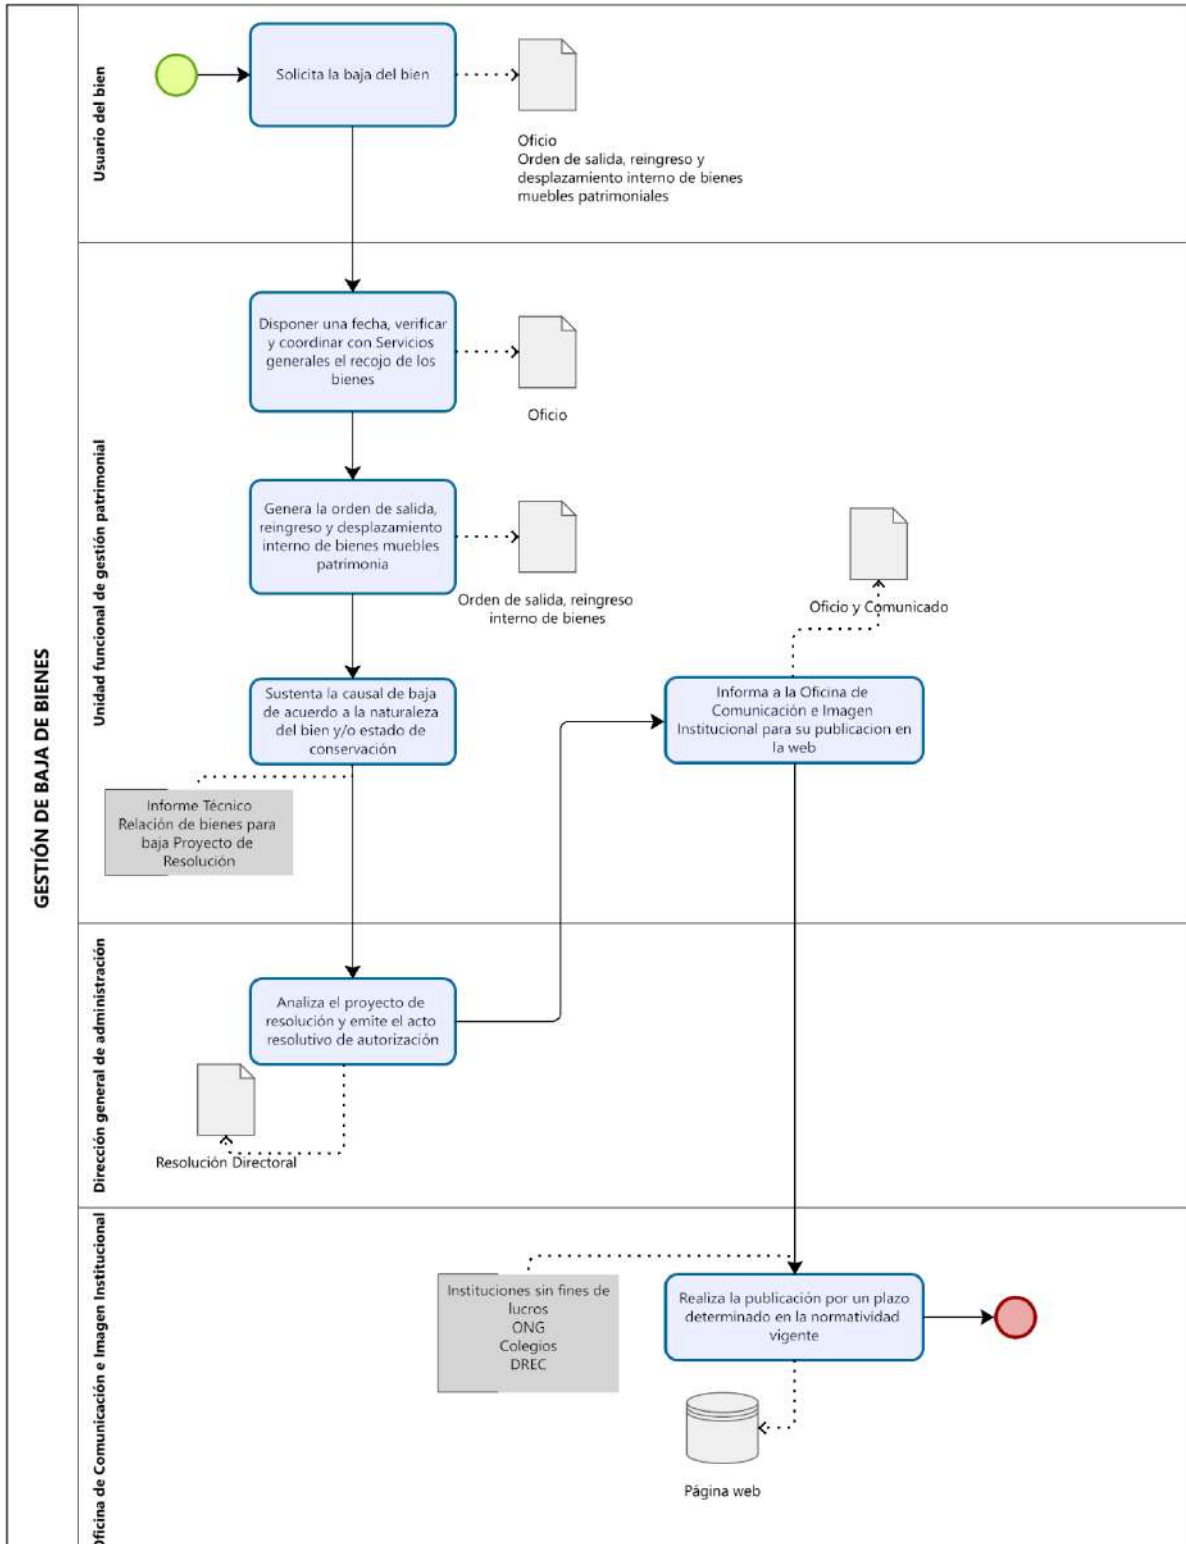 GESTIÓN DE BAJA DE BIENES
Usuario del bien
Solicita la baja del bien
Oficio
Orden de salida, reingreso y
desplazamiento interno de bienes
muebles patrimoniales
Unidad funcional de gestión patrimonial
Disponer una fecha, verificar
y coordinar con Servicios
generales el recojo de los
bienes
Oficio
Genera la orden de salida,
reingreso y desplazamiento
interno de bienes muebles
patrimonia
Orden de salida, reingreso
interno de bienes
Oficio y Comunicado
Sustenta la causal de baja
de acuerdo a la naturaleza
del bien y/o estado de
conservación
Informa a la Oficina de
Comunicación e Imagen
Institucional para su publicacion en
la web
Informe Técnico
Relación de bienes para
baja Proyecto de
Resolución
Dirección general de administración
Analiza el proyecto de
resolución y emite el acto
resolutivo de autorización
Resolución Directoral
Oficina de Comunicación e Imagen Institucional
Instituciones sin fines de
lucros
ONG
Colegios
DREC
Realiza la publicación por un plazo
determinado en la normatividad
vigente
Página web